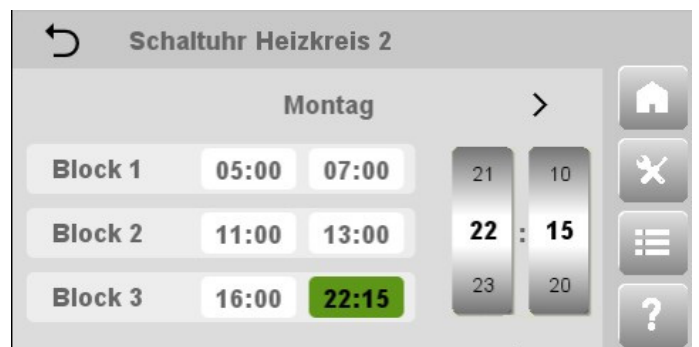 Schaltuhr Heizkreis 2
Montag >
Block 1 05:00 07:00 21 10
Block 2 11:00 13:00 22 : 15
Block 3 16:00 22:15 23 20
?